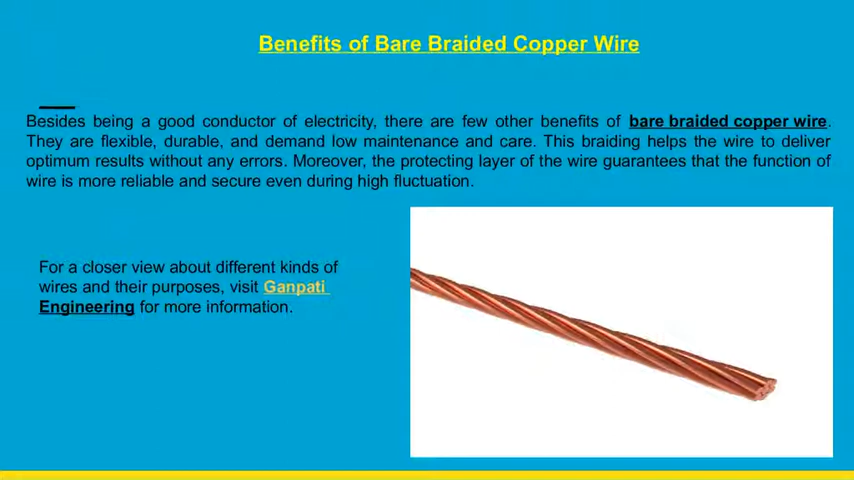 Benefits of Bare Braided Copper Wire
Besides being a good conductor of electricity, there are few other benefits of bare braided copper wire.
They are flexible, durable, and demand low maintenance and care. This braiding helps the wire to deliver
optimum results without any errors. Moreover, the protecting layer of the wire guarantees that the function of
wire is more reliable and secure even during high fluctuation.
For a closer view about different kinds of
wires and their purposes, visit Ganpati
Engineering for more information.